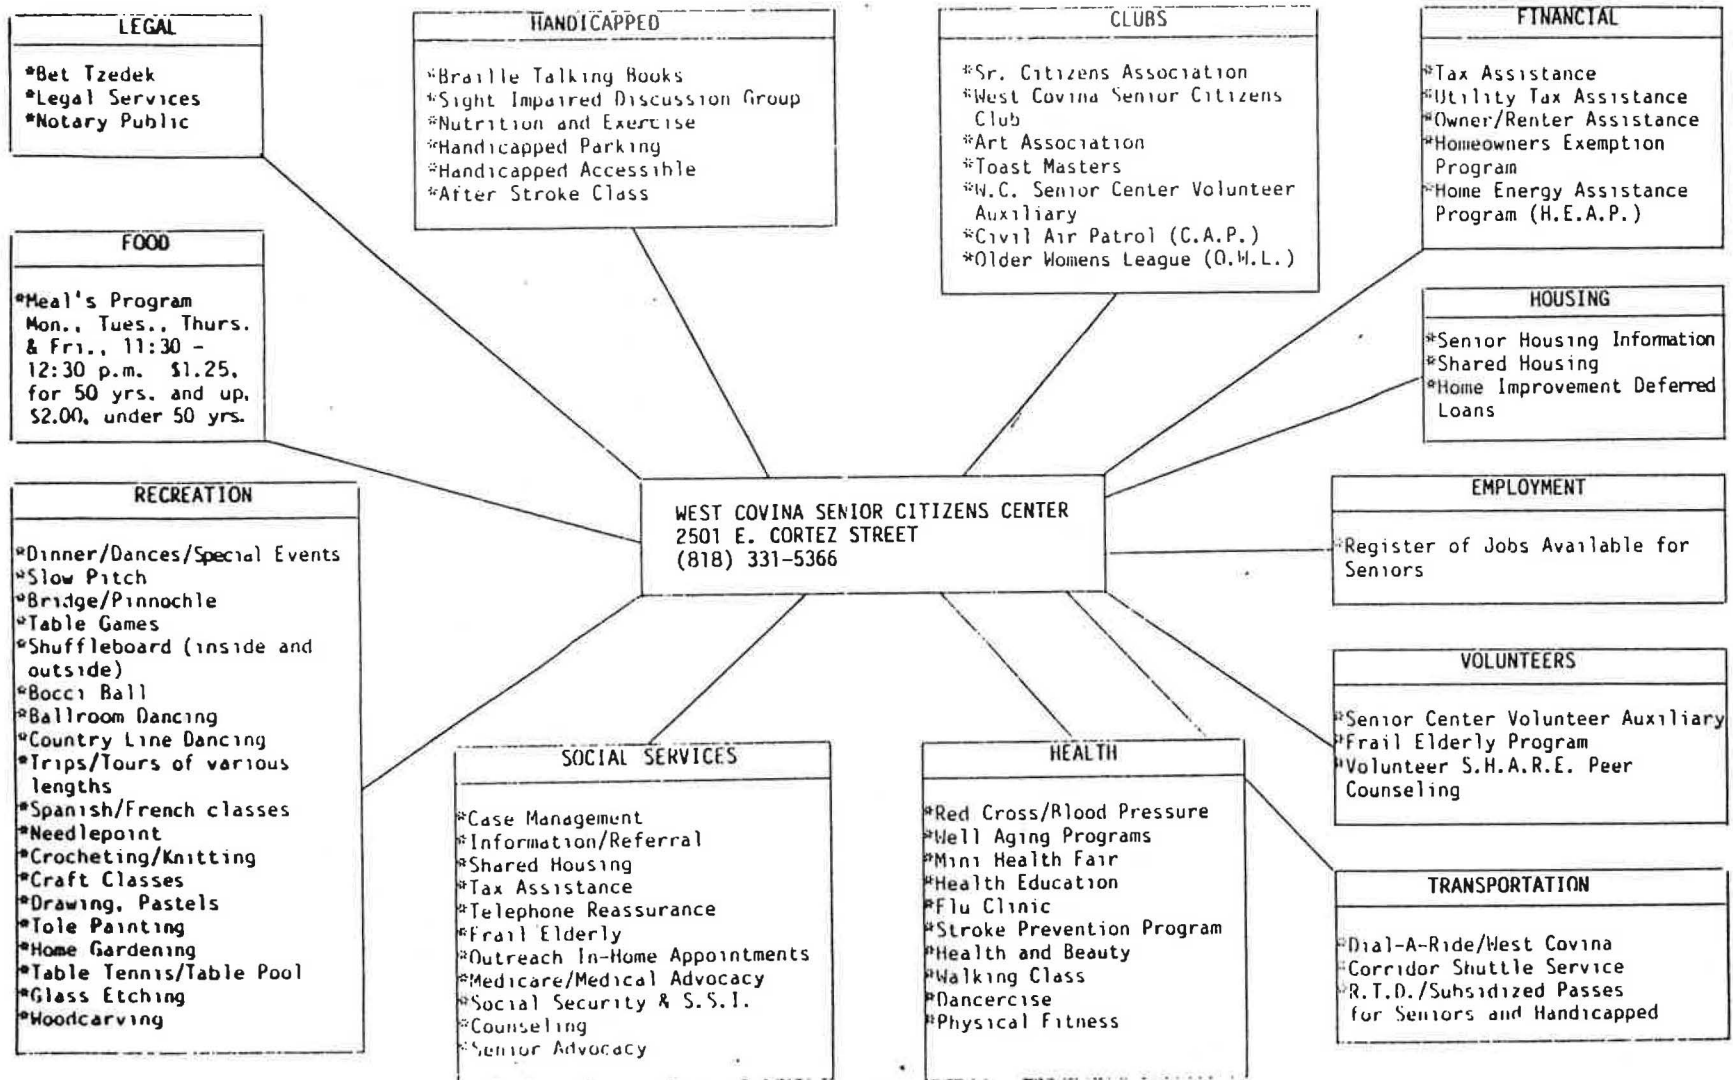 LEGAL
*Bet Tzedek
*Legal Services
*Notary Public
HANDICAPPED
*Braille Talking Books
*Sight Impaired Discussion Group
*Nutrition and Exercise
*Handicapped Parking
*Handicapped Accessible
*After Stroke Class
CLUBS
*Sr. Citizens Association
*West Covina Senior Citizens
Club
*Art Association
*Toast Masters
*W.C. Senior Center Volunteer
Auxiliary
*Civil Air Patrol (C.A.P.)
*Older Womens League (O.W.L.)
FINANCIAL
*Tax Assistance
*Utility Tax Assistance
*Owner/Renter Assistance
*Homeowners Exemption
Program
*Home Energy Assistance
Program (H.E.A.P.)
FOOD
*Meal's Program
Mon., Tues., Thurs.
& Fri., 11:30 -
12:30 p.m. $1.25,
for 50 yrs. and up,
$2.00, under 50 yrs.
HOUSING
*Senior Housing Information
*Shared Housing
*Home Improvement Deferred
Loans
WEST COVINA SENIOR CITIZENS CENTER
2501 E. CORTEZ STREET
(818) 331-5366
RECREATION
*Dinner/Dances/Special Events
*Slow Pitch
*Bridge/Pinnochle
*Table Games
*Shuffleboard (inside and
outside)
*Bocci Ball
*Ballroom Dancing
*Country Line Dancing
*Trips/Tours of various
lengths
*Spanish/French classes
*Needlepoint
*Crocheting/Knitting
*Craft Classes
*Drawing, Pastels
*Tole Painting
*Home Gardening
*Table Tennis/Table Pool
*Glass Etching
*Woodcarving
EMPLOYMENT
*Register of Jobs Available for
Seniors
VOLUNTEERS
*Senior Center Volunteer Auxiliary
*Frail Elderly Program
*Volunteer S.H.A.R.E. Peer
Counseling
SOCIAL SERVICES
*Case Management
*Information/Referral
*Shared Housing
*Tax Assistance
*Telephone Reassurance
*Frail Elderly
*Outreach In-Home Appointments
*Medicare/Medical Advocacy
*Social Security & S.S.I.
*Counseling
*Senior Advocacy
HEALTH
*Red Cross/Blood Pressure
*Well Aging Programs
*Mini Health Fair
*Health Education
*Flu Clinic
*Stroke Prevention Program
*Health and Beauty
*Walking Class
*Dancercise
*Physical Fitness
TRANSPORTATION
*Dial-A-Ride/West Covina
*Corridor Shuttle Service
*R.T.D./Subsidized Passes
for Seniors and Handicapped